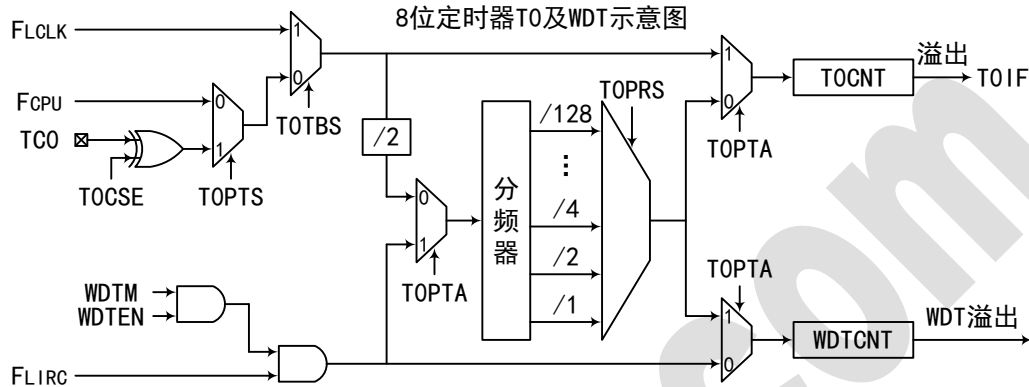 8位定时器T0及WDT示意图
FLCLK
1
0
T0TBS
FCPU
TC0
0
1
T0CSE
T0PTS
/2
0
1
T0PTA
分频器
/128
⋮
/4
/2
/1
T0PRS
1
0
T0PTA
T0CNT
溢出
T0IF
WDTM
WDTEN
FLIRC
T0PTA
1
0
WDTCNT
WDT溢出
com